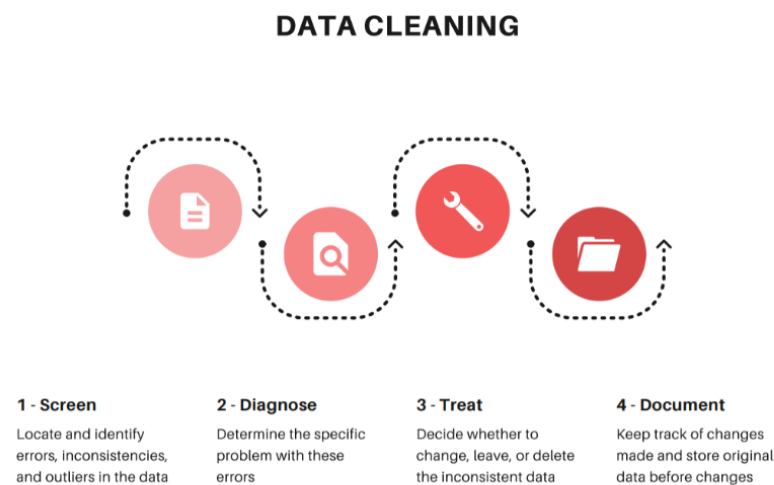 DATA CLEANING
1 - Screen
Locate and identify
errors, inconsistencies,
and outliers in the data
2 - Diagnose
Determine the specific
problem with these
errors
3 - Treat
Decide whether to
change, leave, or delete
the inconsistent data
4 - Document
Keep track of changes
made and store original
data before changes